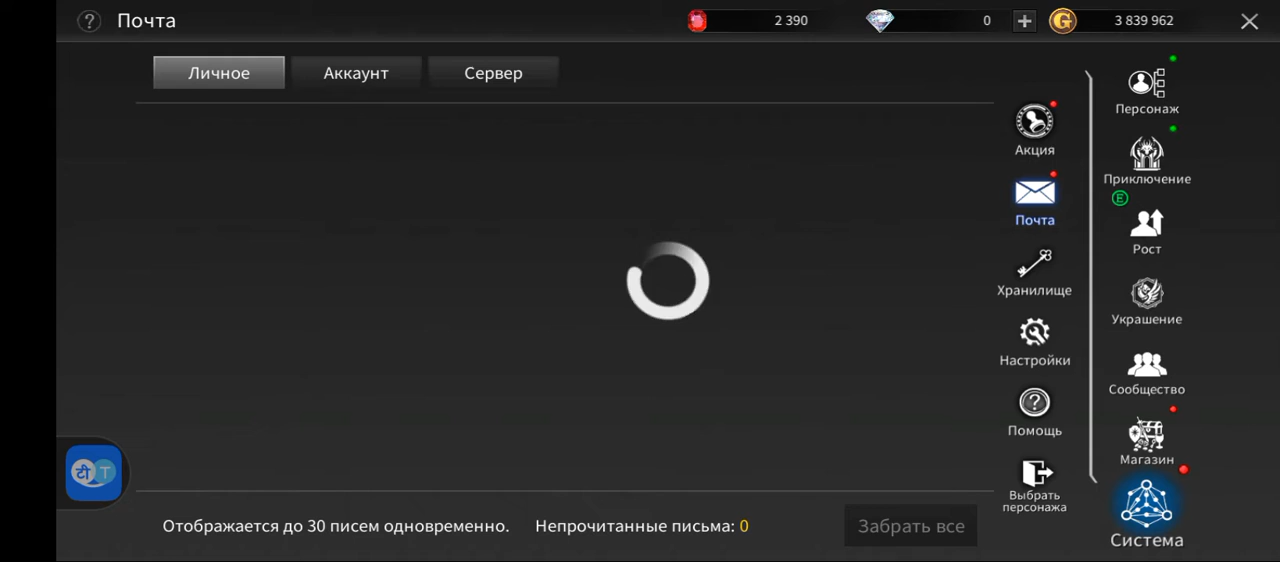 ? Почта
2 390
0
+
G
3 839 962
Личное
Аккаунт
Сервер
Персонаж
Акция
Приключение
E
Почта
Рост
Хранилище
Украшение
Настройки
Сообщество
?
Помощь
Магазин
Выбрать
персонажа
टी T
Отображается до 30 писем одновременно.
Непрочитанные письма: 0
Забрать все
Система